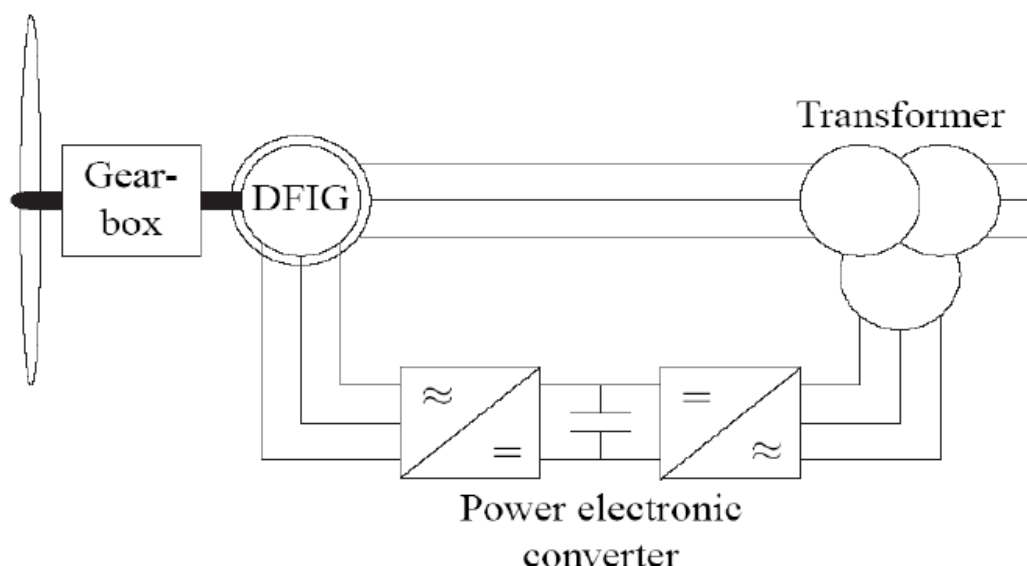 Transformer
Gear-
box
DFIG
≈
=
=
≈
Power electronic
converter